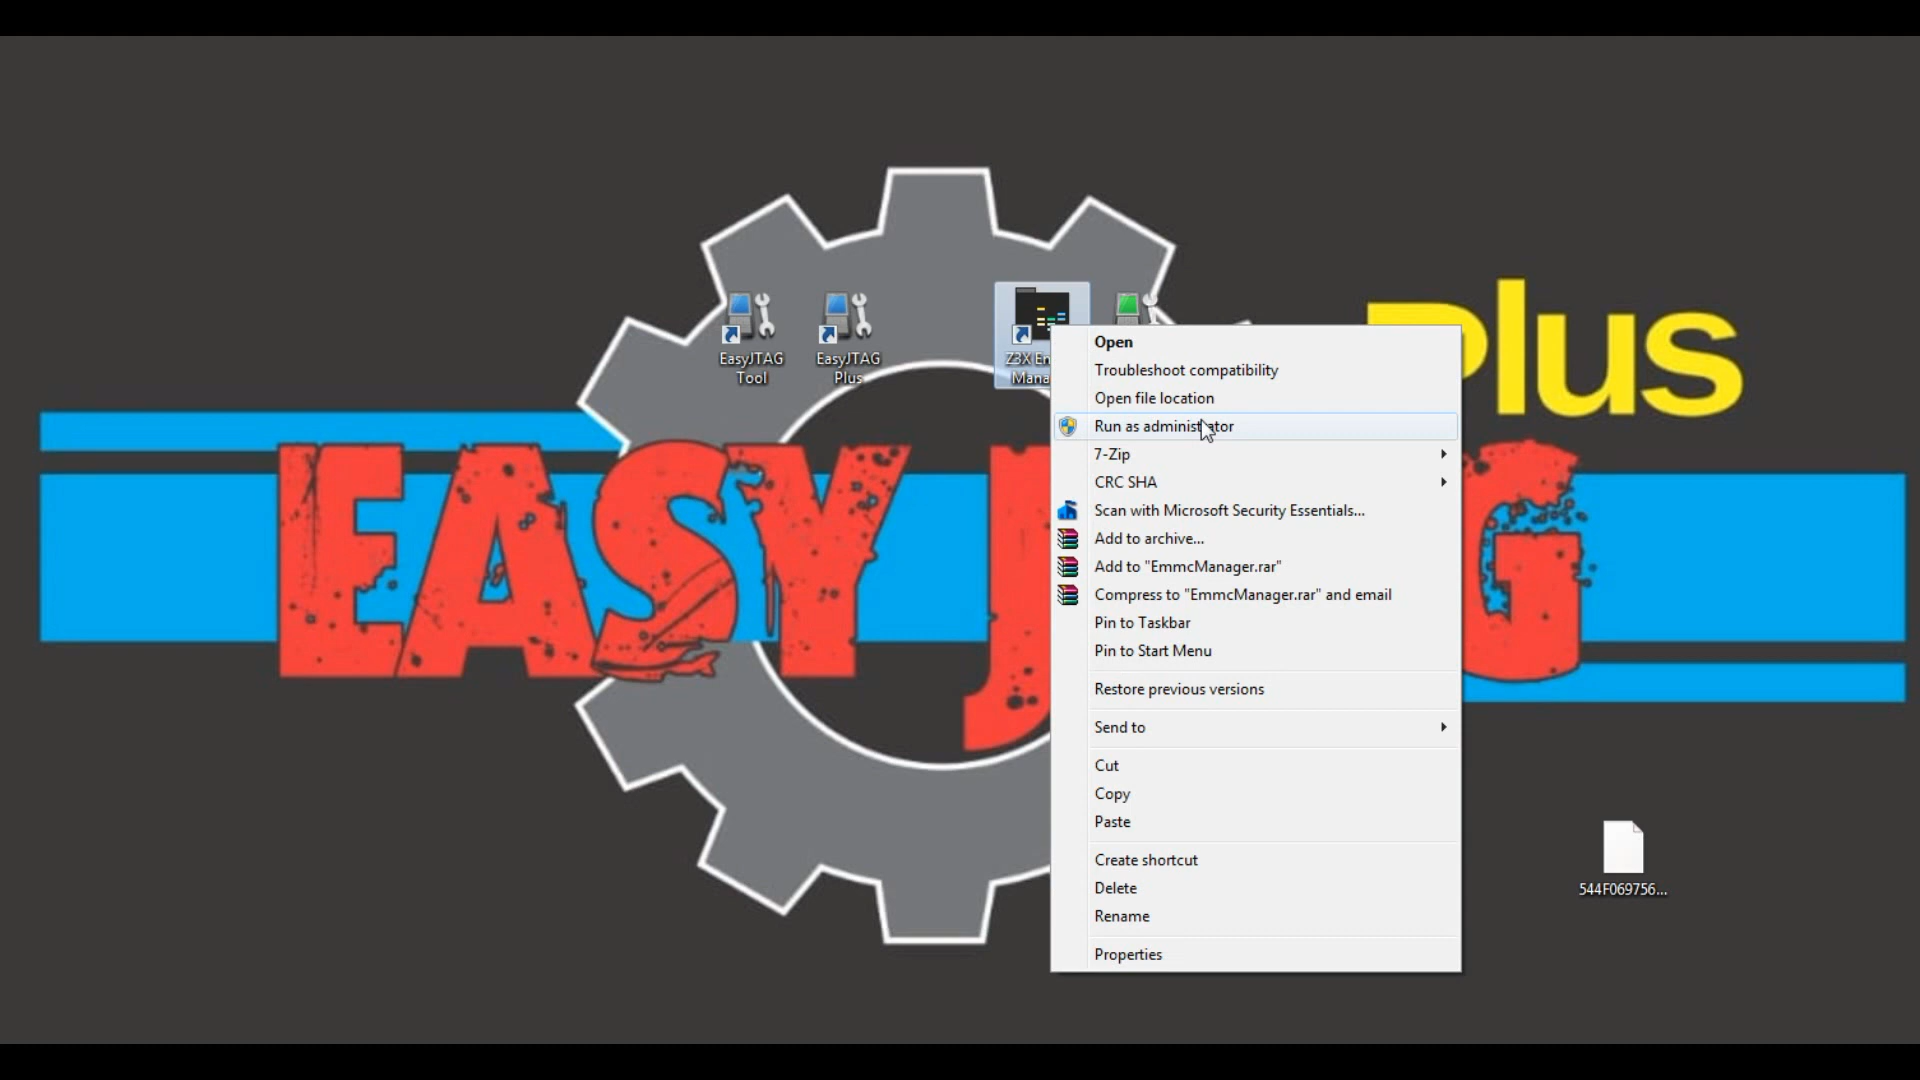 Plus
EASY J G
EasyJTAG
Tool
EasyJTAG
Plus
Z3X Em
Mana
Open
Troubleshoot compatibility
Open file location
Run as administrator
7-Zip
CRC SHA
Scan with Microsoft Security Essentials...
Add to archive...
Add to "EmmcManager.rar"
Compress to "EmmcManager.rar" and email
Pin to Taskbar
Pin to Start Menu
Restore previous versions
Send to
Cut
Copy
Paste
Create shortcut
Delete
Rename
Properties
544F069756...